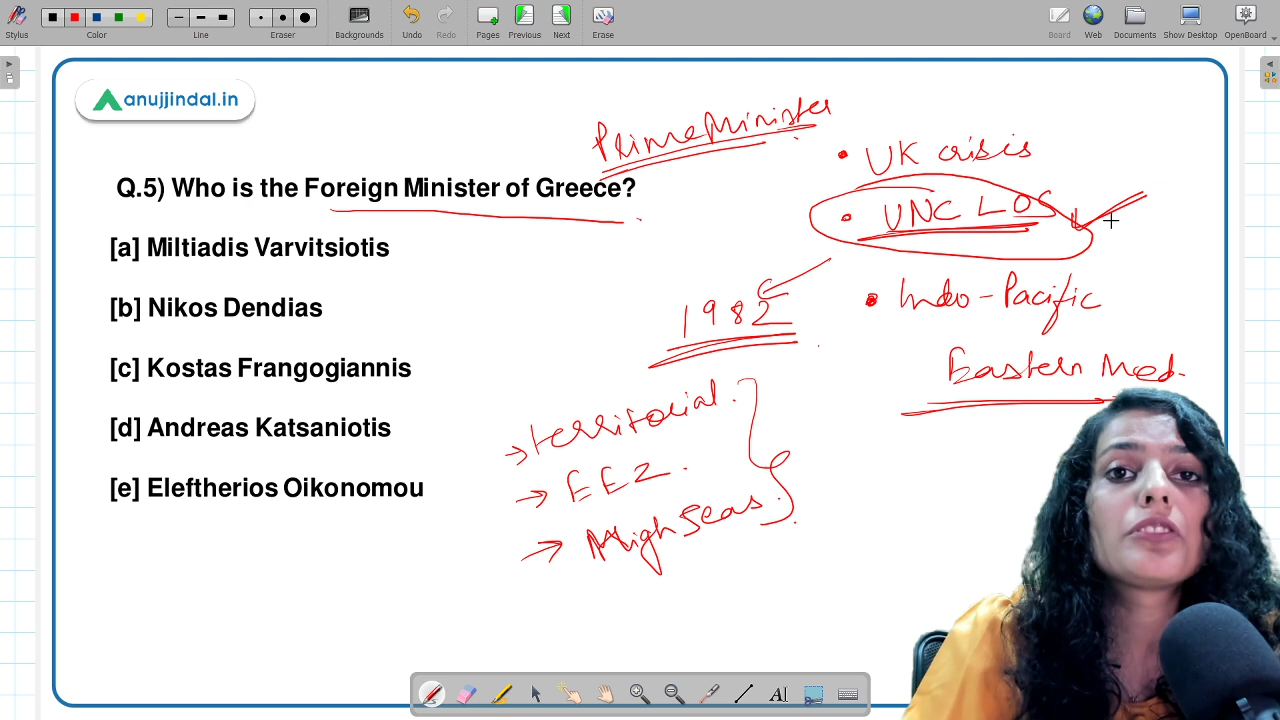 Stylus
Color
Line
Eraser
Backgrounds
Undo
Redo
Pages
Previous
Next
Erase
Board
Web
Documents
Show Desktop
OpenBoard
anujjindal.in
Prime Minister
Q.5) Who is the Foreign Minister of Greece?
[a] Miltiadis Varvitsiotis
[b] Nikos Dendias
[c] Kostas Frangogiannis
[d] Andreas Katsaniotis
[e] Eleftherios Oikonomou
• UK crisis
• UNCLOS
1982
• Indo-Pacific
Eastern Med.
→ territorial.
→ EEZ.
→ High Seas.
AI